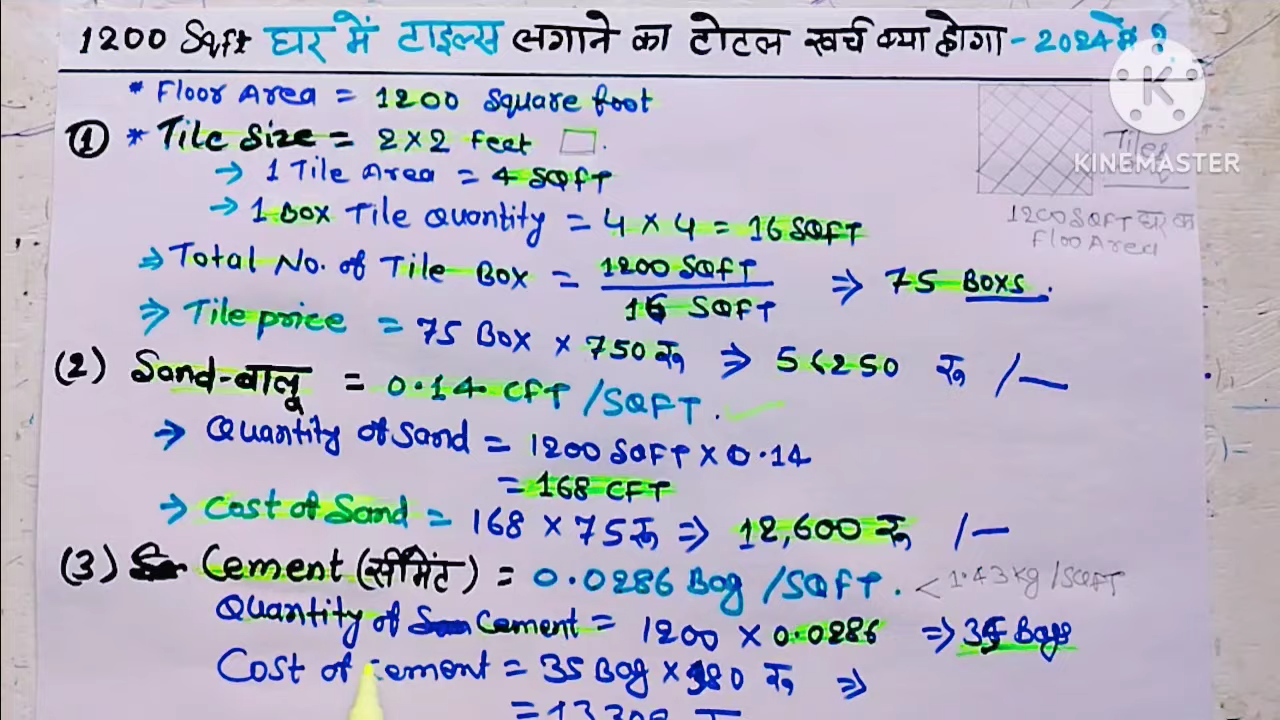 1200 Sqft घर में टाइल्स लगाने का टोटल खर्च क्या होगा - 2024 में ?
* Floor Area = 1200 Square foot
① * Tile Size = 2 × 2 feet
→ 1 Tile Area = 4 SQFT
→ 1 Box Tile Quantity = 4 × 4 = 16 SQFT
⇒ Total No. of Tile Box = 1200 SQFT / 16 SQFT ⇒ 75 Boxs.
⇒ Tile price = 75 Box × 750 रु ⇒ 56250 रु /—
(2) Sand-बालू = 0.14 CFT /SQFT.
→ Quantity of Sand = 1200 SQFT × 0.14
= 168 CFT
→ Cost of Sand = 168 × 75 रु ⇒ 12,600 रु /—
(3) Cement (सीमेंट) = 0.0286 Bag /SQFT. < 1.43 kg /SQFT
Quantity of Cement = 1200 × 0.0286 ⇒ 35 Bags
Cost of cement = 35 Bag × 380 रु ⇒
= 13300
K
KINEMASTER
Tiles
1200 SQFT घर का
Floo Area